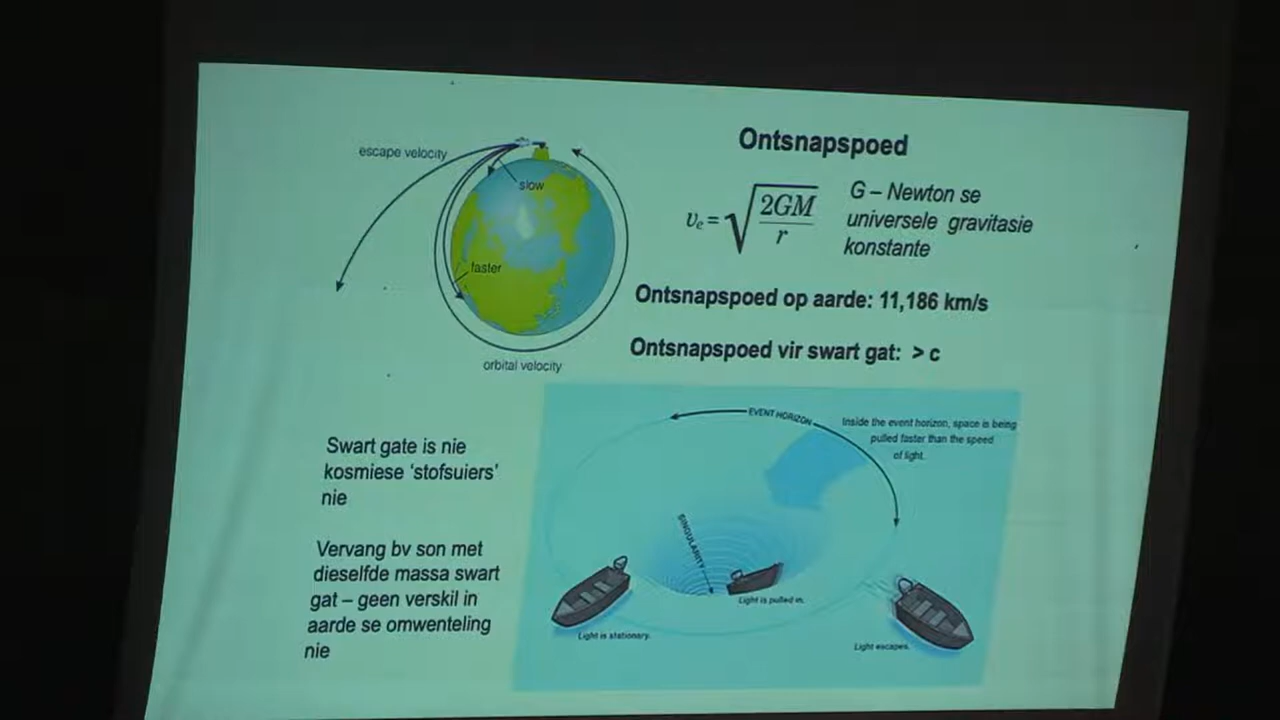 Ontsnapspoed
escape velocity
slow
faster
orbital velocity
υe = √2GM/r
G – Newton se
universele gravitasie
konstante
Ontsnapspoed op aarde: 11,186 km/s
Ontsnapspoed vir swart gat: > c
Swart gate is nie
kosmiese ‘stofsuiers’
nie
Vervang bv son met
dieselfde massa swart
gat – geen verskil in
aarde se omwenteling
nie
EVENT HORIZON
Inside the event horizon, space is being
pulled faster than the speed
of light.
SINGULARITY
Light is pulled in.
Light is stationary.
Light escapes.